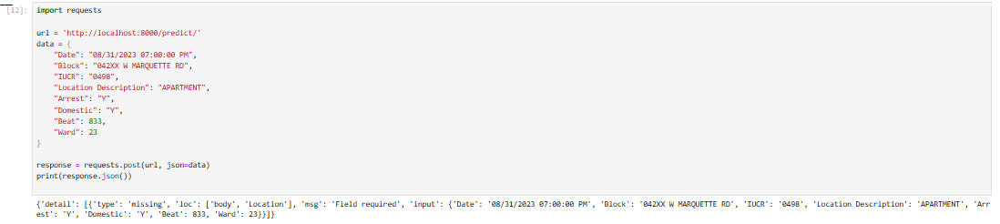 [12]:
import requests
url = 'http://localhost:8000/predict/'
data = {
    "Date": "08/31/2023 07:00:00 PM",
    "Block": "042XX W MARQUETTE RD",
    "IUCR": "0498",
    "Location Description": "APARTMENT",
    "Arrest": "Y",
    "Domestic": "Y",
    "Beat": 833,
    "Ward": 23
}
response = requests.post(url, json=data)
print(response.json())
{'detail': [{'type': 'missing', 'loc': ['body', 'Location'], 'msg': 'Field required', 'input': {'Date': '08/31/2023 07:00:00 PM', 'Block': '042XX W MARQUETTE RD', 'IUCR': '0498', 'Location Description': 'APARTMENT', 'Arr
est': 'Y', 'Domestic': 'Y', 'Beat': 833, 'Ward': 23}}]}